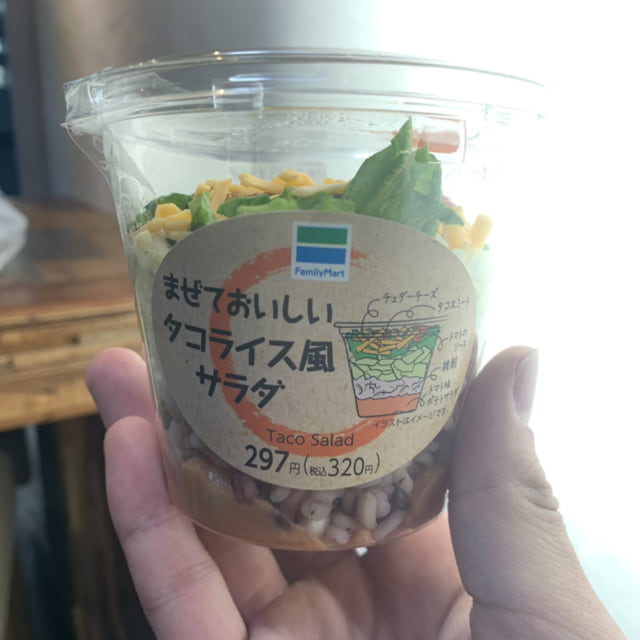 FamilyMart
まぜておいしい
タコライス風
サラダ
チェダーチーズ
タコスミート
トマトの
ソース
雑穀
トマト味
ポテトサラダ
イラストはイメージです。
Taco Salad
297円(税込320円)